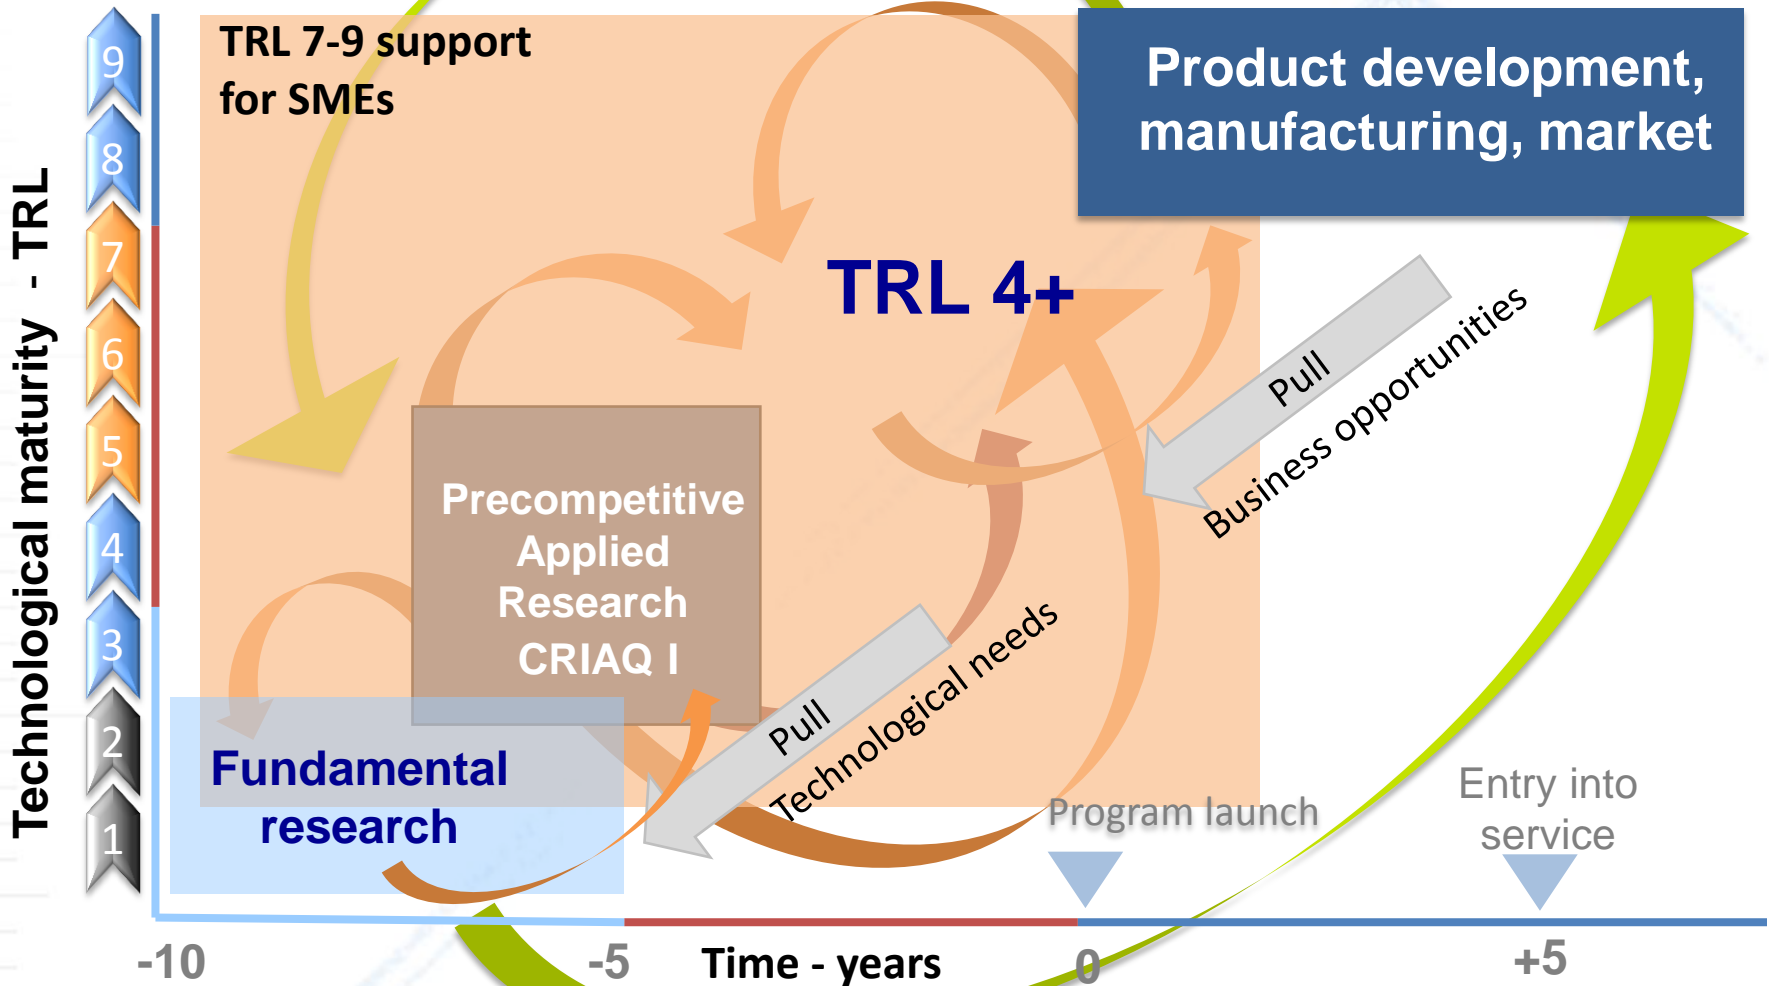 TRL 7-9 support
for SMEs
Product development,
manufacturing, market
Technological maturity - TRL
9
8
7
6
5
4
3
2
1
TRL 4+
Pull
Business opportunities
Precompetitive
Applied
Research
CRIAQ I
Pull
Technological needs
Fundamental
research
Program launch
Entry into
service
-10
-5
Time - years
0
+5